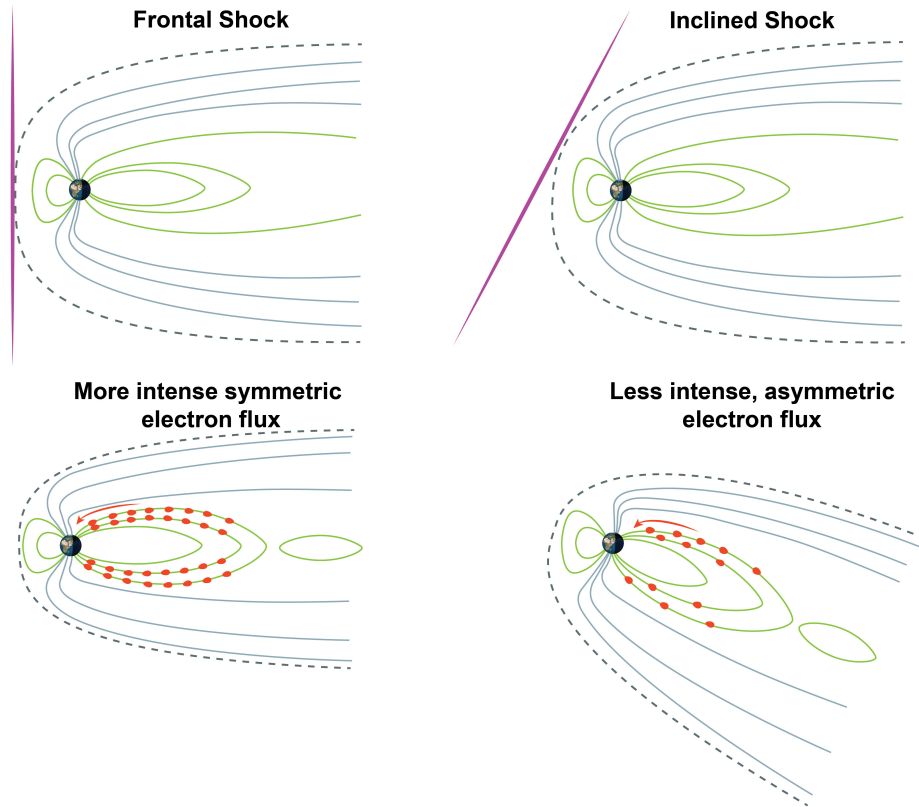 Frontal Shock
Inclined Shock
More intense symmetric
electron flux
Less intense, asymmetric
electron flux